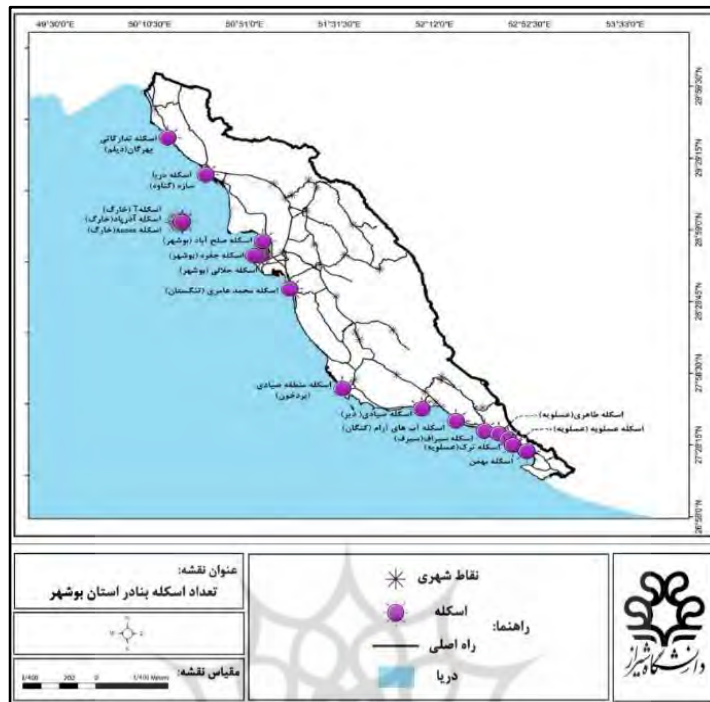 49°30'0"E 50°10'30"E 50°51'0"E 51°31'30"E 52°12'0"E 52°52'30"E 53°33'0"E
اسکله تدارکاتی
بهرگان(دیلم)
اسکله دریا
سازه (گناوه)
اسکلهT (خارگ)
اسکله آذرپاد(خارگ)
اسکله صلح آباد (بوشهر)
اسکله جفره (بوشهر)
اسکله جلالی (بوشهر)
اسکله محمد عامری (تنگستان)
اسکله منطقه صیادی
(بردخون)
اسکله صیادی( دیر)
اسکله آب های آرام (کنگان)
اسکله سیراف(سیرف)
اسکله ترک(عسلویه)
اسکله بهمن
اسکله طاهری(عسلویه)
اسکله عسلویه (عسلویه)
عنوان نقشه:
تعداد اسکله بنادر استان بوشهر
مقیاس نقشه:
راهنما:
نقاط شهری
اسکله
راه اصلی
دریا
دانشگاه شیراز